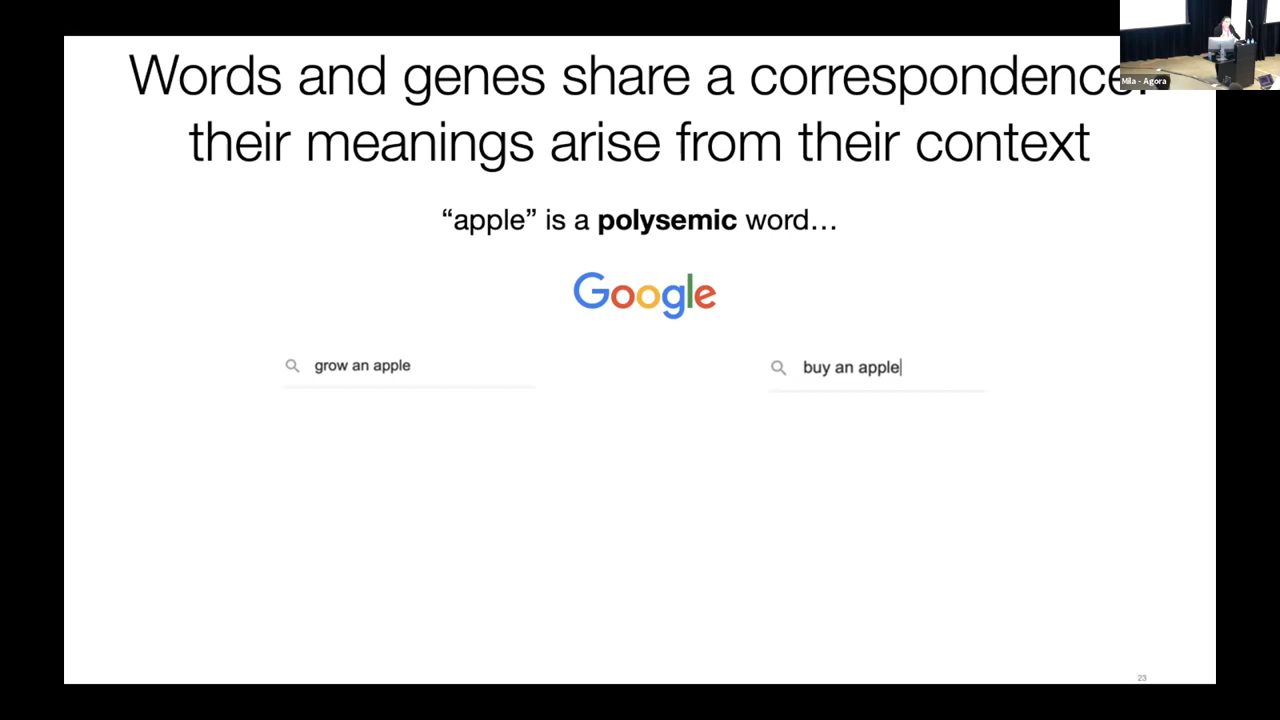 Words and genes share a correspondence:
their meanings arise from their context
“apple” is a polysemic word…
Google
grow an apple
buy an apple
23
Mila - Agora